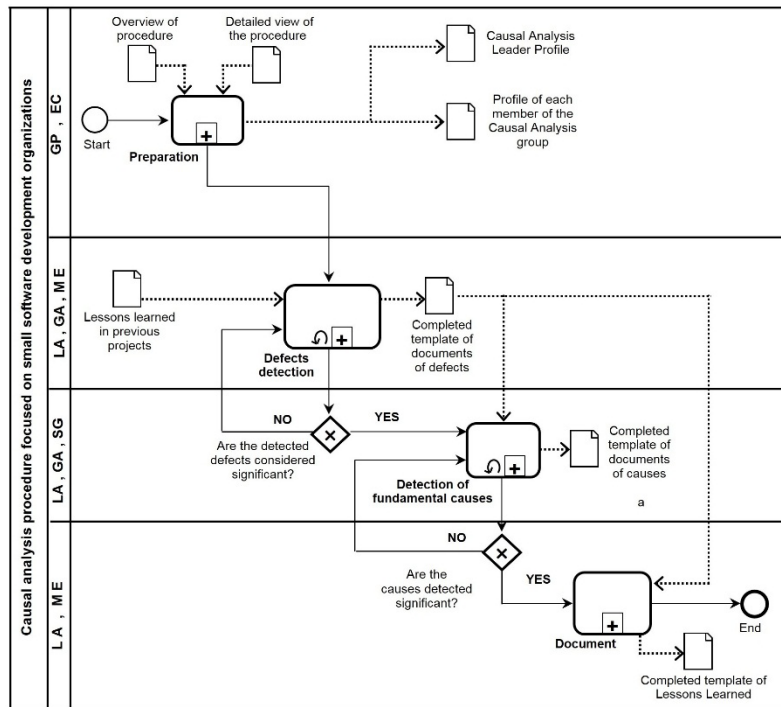 Causal analysis procedure focused on small software development organizations
GP , EC
Overview of
procedure
Detailed view of
the procedure
Causal Analysis
Leader Profile
Start
Preparation
Profile of each
member of the
Causal Analysis
group
LA , GA , ME
Lessons learned
in previous
projects
Defects
detection
Completed
template of
documents
of defects
LA , GA , SG
NO
YES
Are the detected
defects considered
significant?
Detection of
fundamental causes
Completed
template of
documents
of causes
a
LA , ME
NO
YES
Are the
causes detected
significant?
Document
End
Completed template of
Lessons Learned